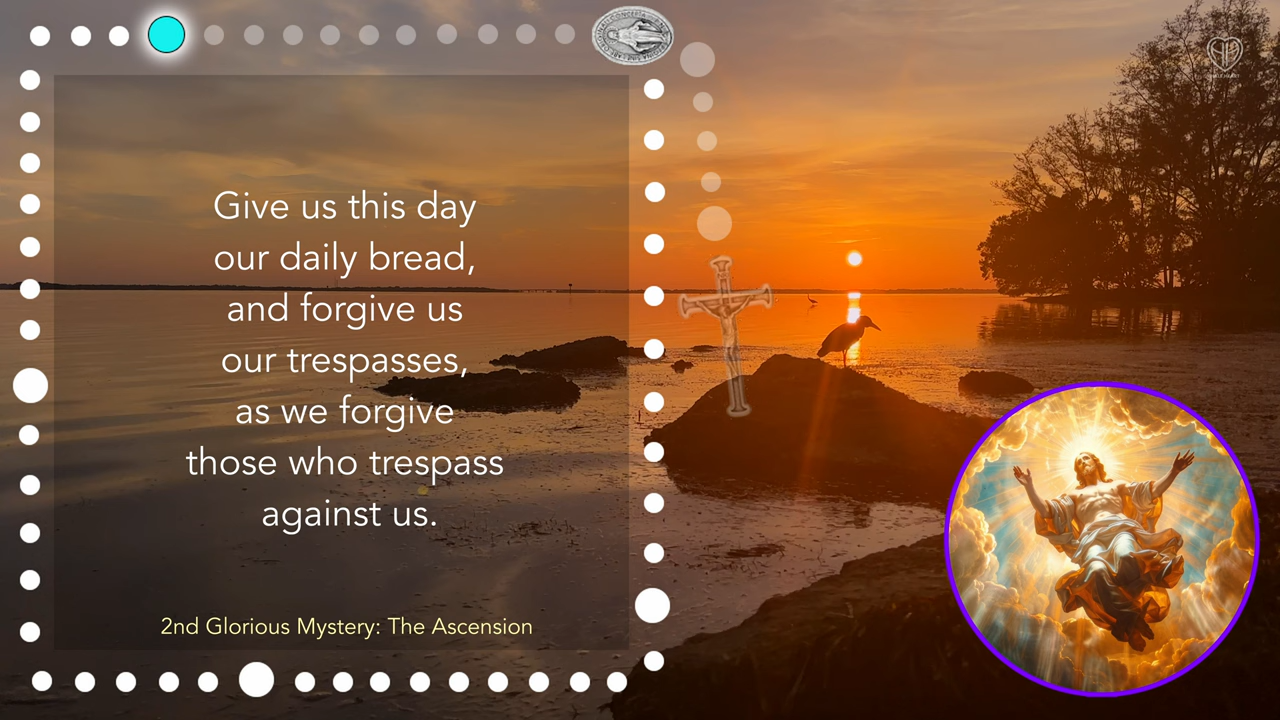 Give us this day
our daily bread,
and forgive us
our trespasses,
as we forgive
those who trespass
against us.
2nd Glorious Mystery: The Ascension